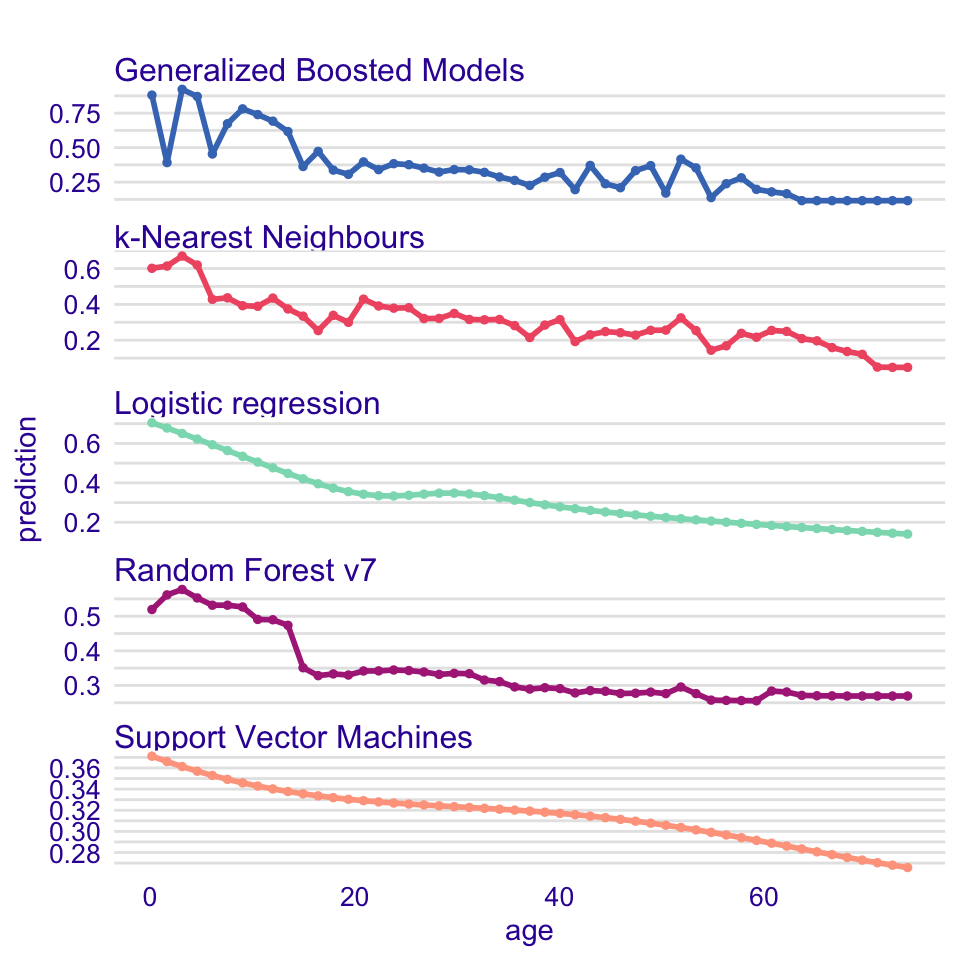 Generalized Boosted Models
0.75
0.50
0.25
k-Nearest Neighbours
0.6
0.4
0.2
Logistic regression
0.6
0.4
0.2
prediction
Random Forest v7
0.5
0.4
0.3
Support Vector Machines
0.36
0.34
0.32
0.30
0.28
0 20 40 60
age